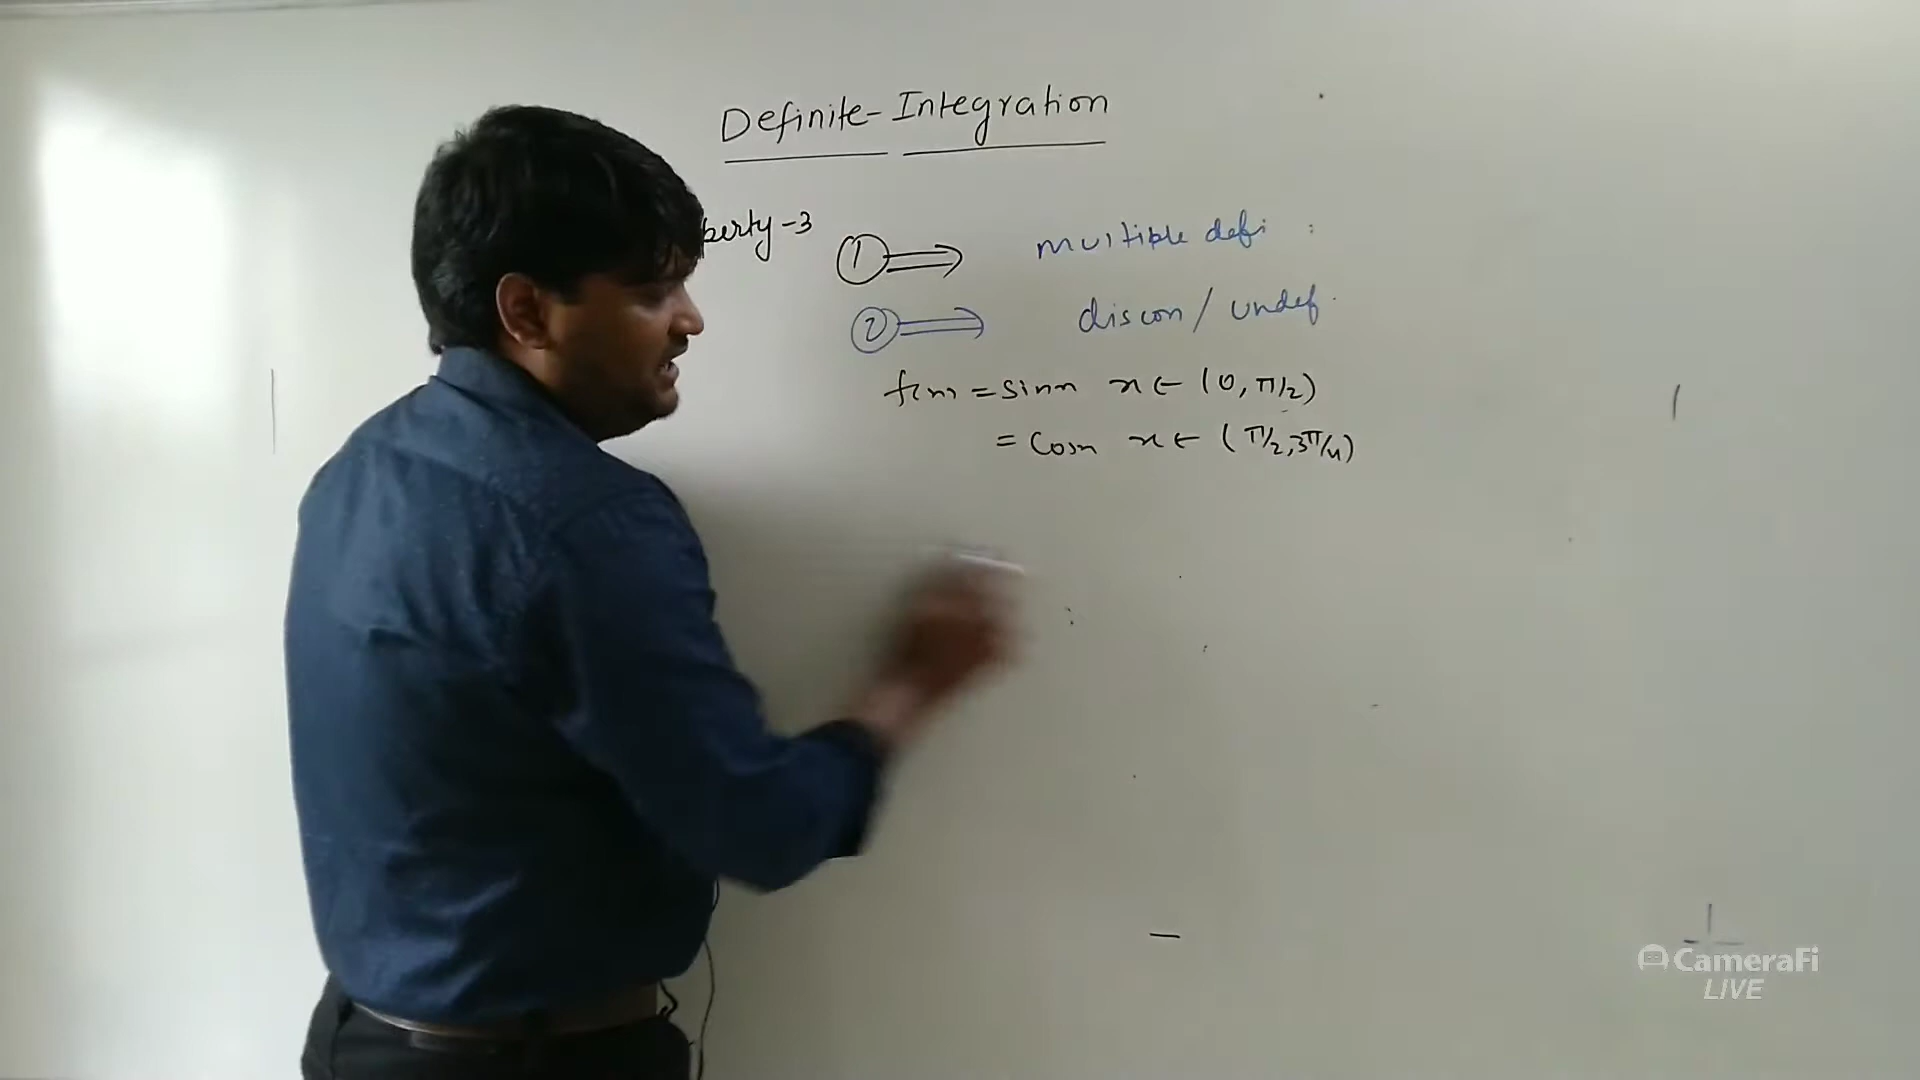 Definite-Integration
perty-3
① ⇒ multiple defi :
② ⇒ discon / undef.
f(x) = sinx x ∈ (0, π/2)
= cosx x ∈ (π/2, 3π/4)
CameraFi
LIVE